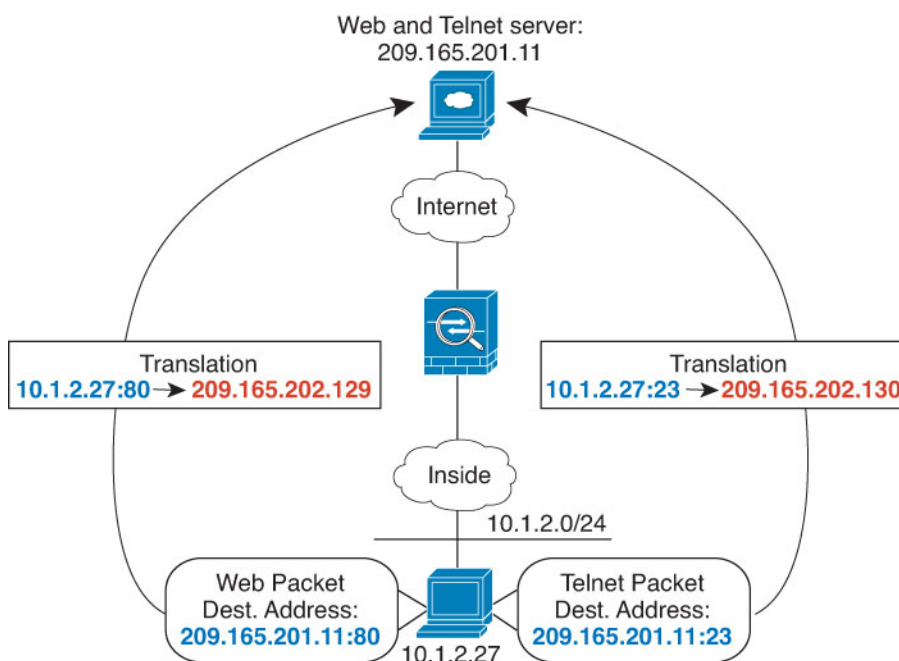 Web and Telnet server:
209.165.201.11
Internet
Translation
10.1.2.27:80 → 209.165.202.129
Translation
10.1.2.27:23 → 209.165.202.130
Inside
10.1.2.0/24
Web Packet
Dest. Address:
209.165.201.11:80
Telnet Packet
Dest. Address:
209.165.201.11:23
10.1.2.27